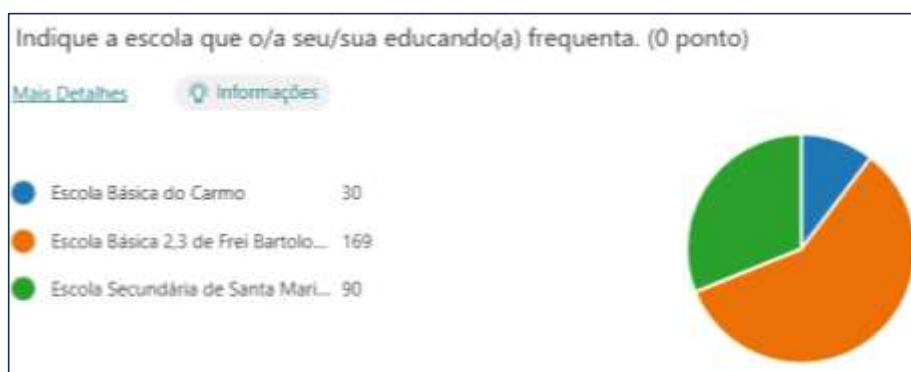 Indique a escola que o/a seu/sua educando(a) frequenta. (0 ponto)
Mais Detalhes Informações
Escola Básica do Carmo 30
Escola Básica 2,3 de Frei Bartolo... 169
Escola Secundária de Santa Mari... 90